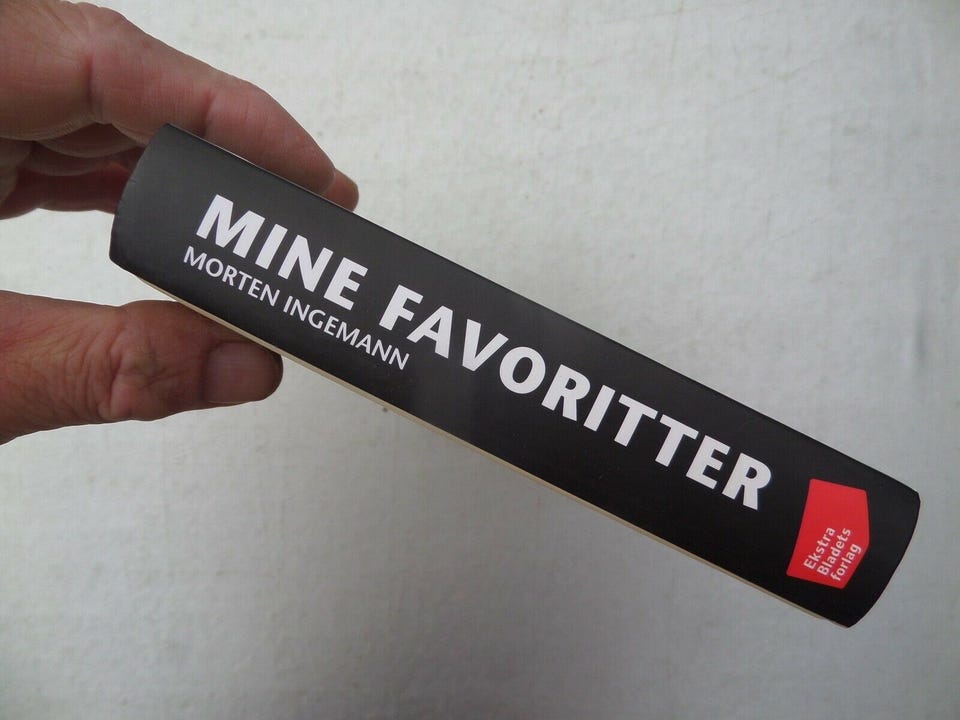 MINE FAVORITTER
MORTEN INGEMANN
Ekstra
Bladets
forlag